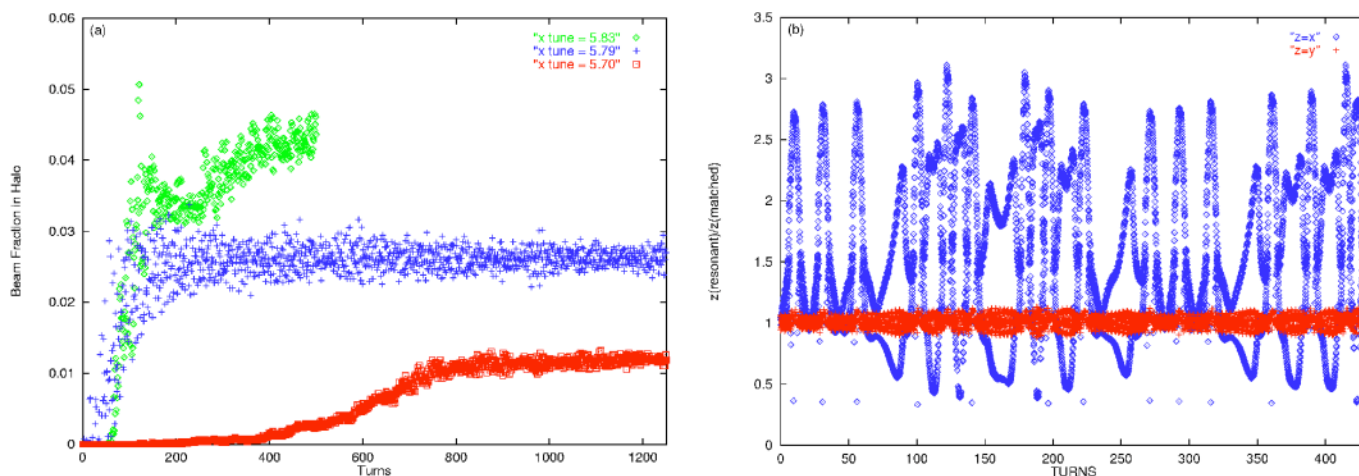 (a)
"x tune = 5.83"
"x tune = 5.79"
"x tune = 5.70"
0.06
0.05
0.04
0.03
0.02
0.01
0
Beam Fraction in Halo
0 200 400 600 800 1000 1200
Turns
(b)
"z=x"
"z=y"
3.5
3
2.5
2
1.5
1
0.5
0
z(resonant)/z(matched)
0 50 100 150 200 250 300 350 400
TURNS